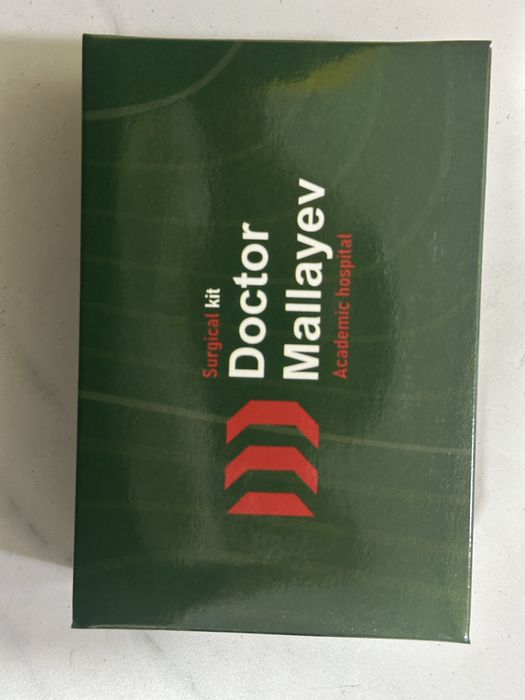 Surgical kit
Doctor
Mallayev
Academic hospital